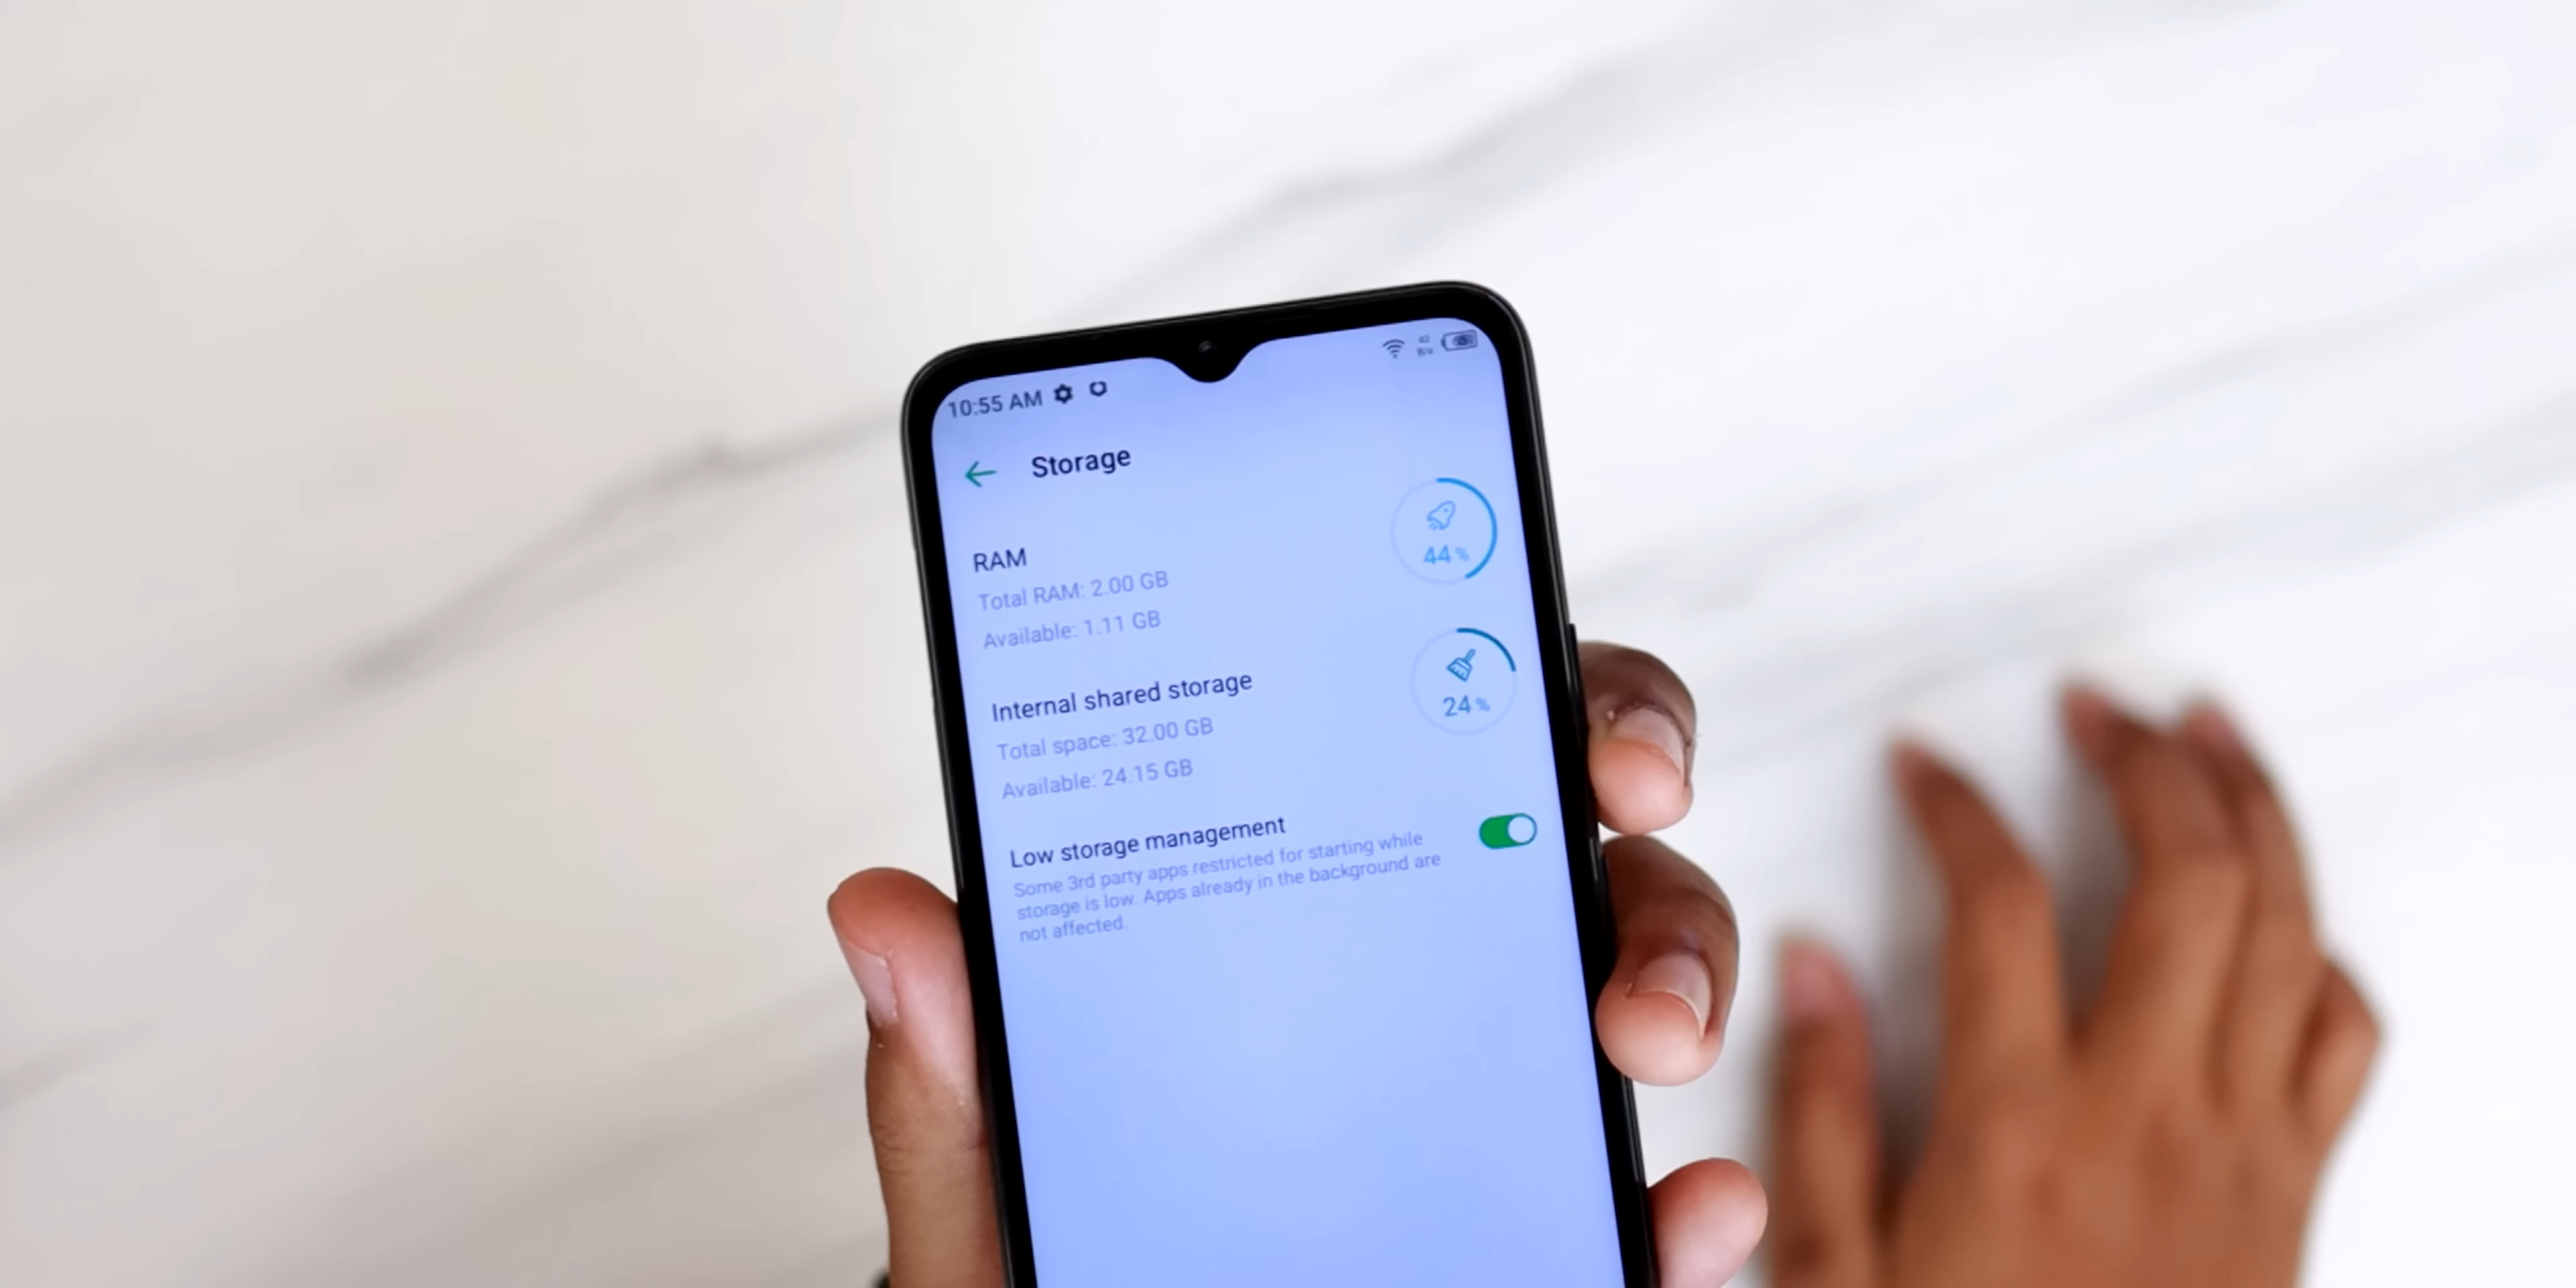 10:55 AM
Storage
RAM
44 %
Total RAM: 2.00 GB
Available: 1.11 GB
Internal shared storage
24 %
Total space: 32.00 GB
Available: 24.15 GB
Low storage management
Some 3rd party apps restricted for starting while
storage is low. Apps already in the background are
not affected.